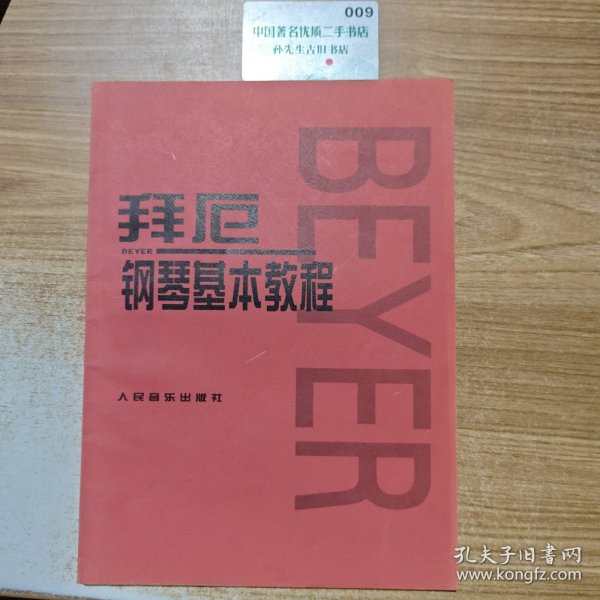 009
中国著名优质二手书店
孙先生古旧书店
BEYER
拜厄
BEYER
钢琴基本教程
人民音乐出版社
孔夫子旧书网
www.kongfz.com